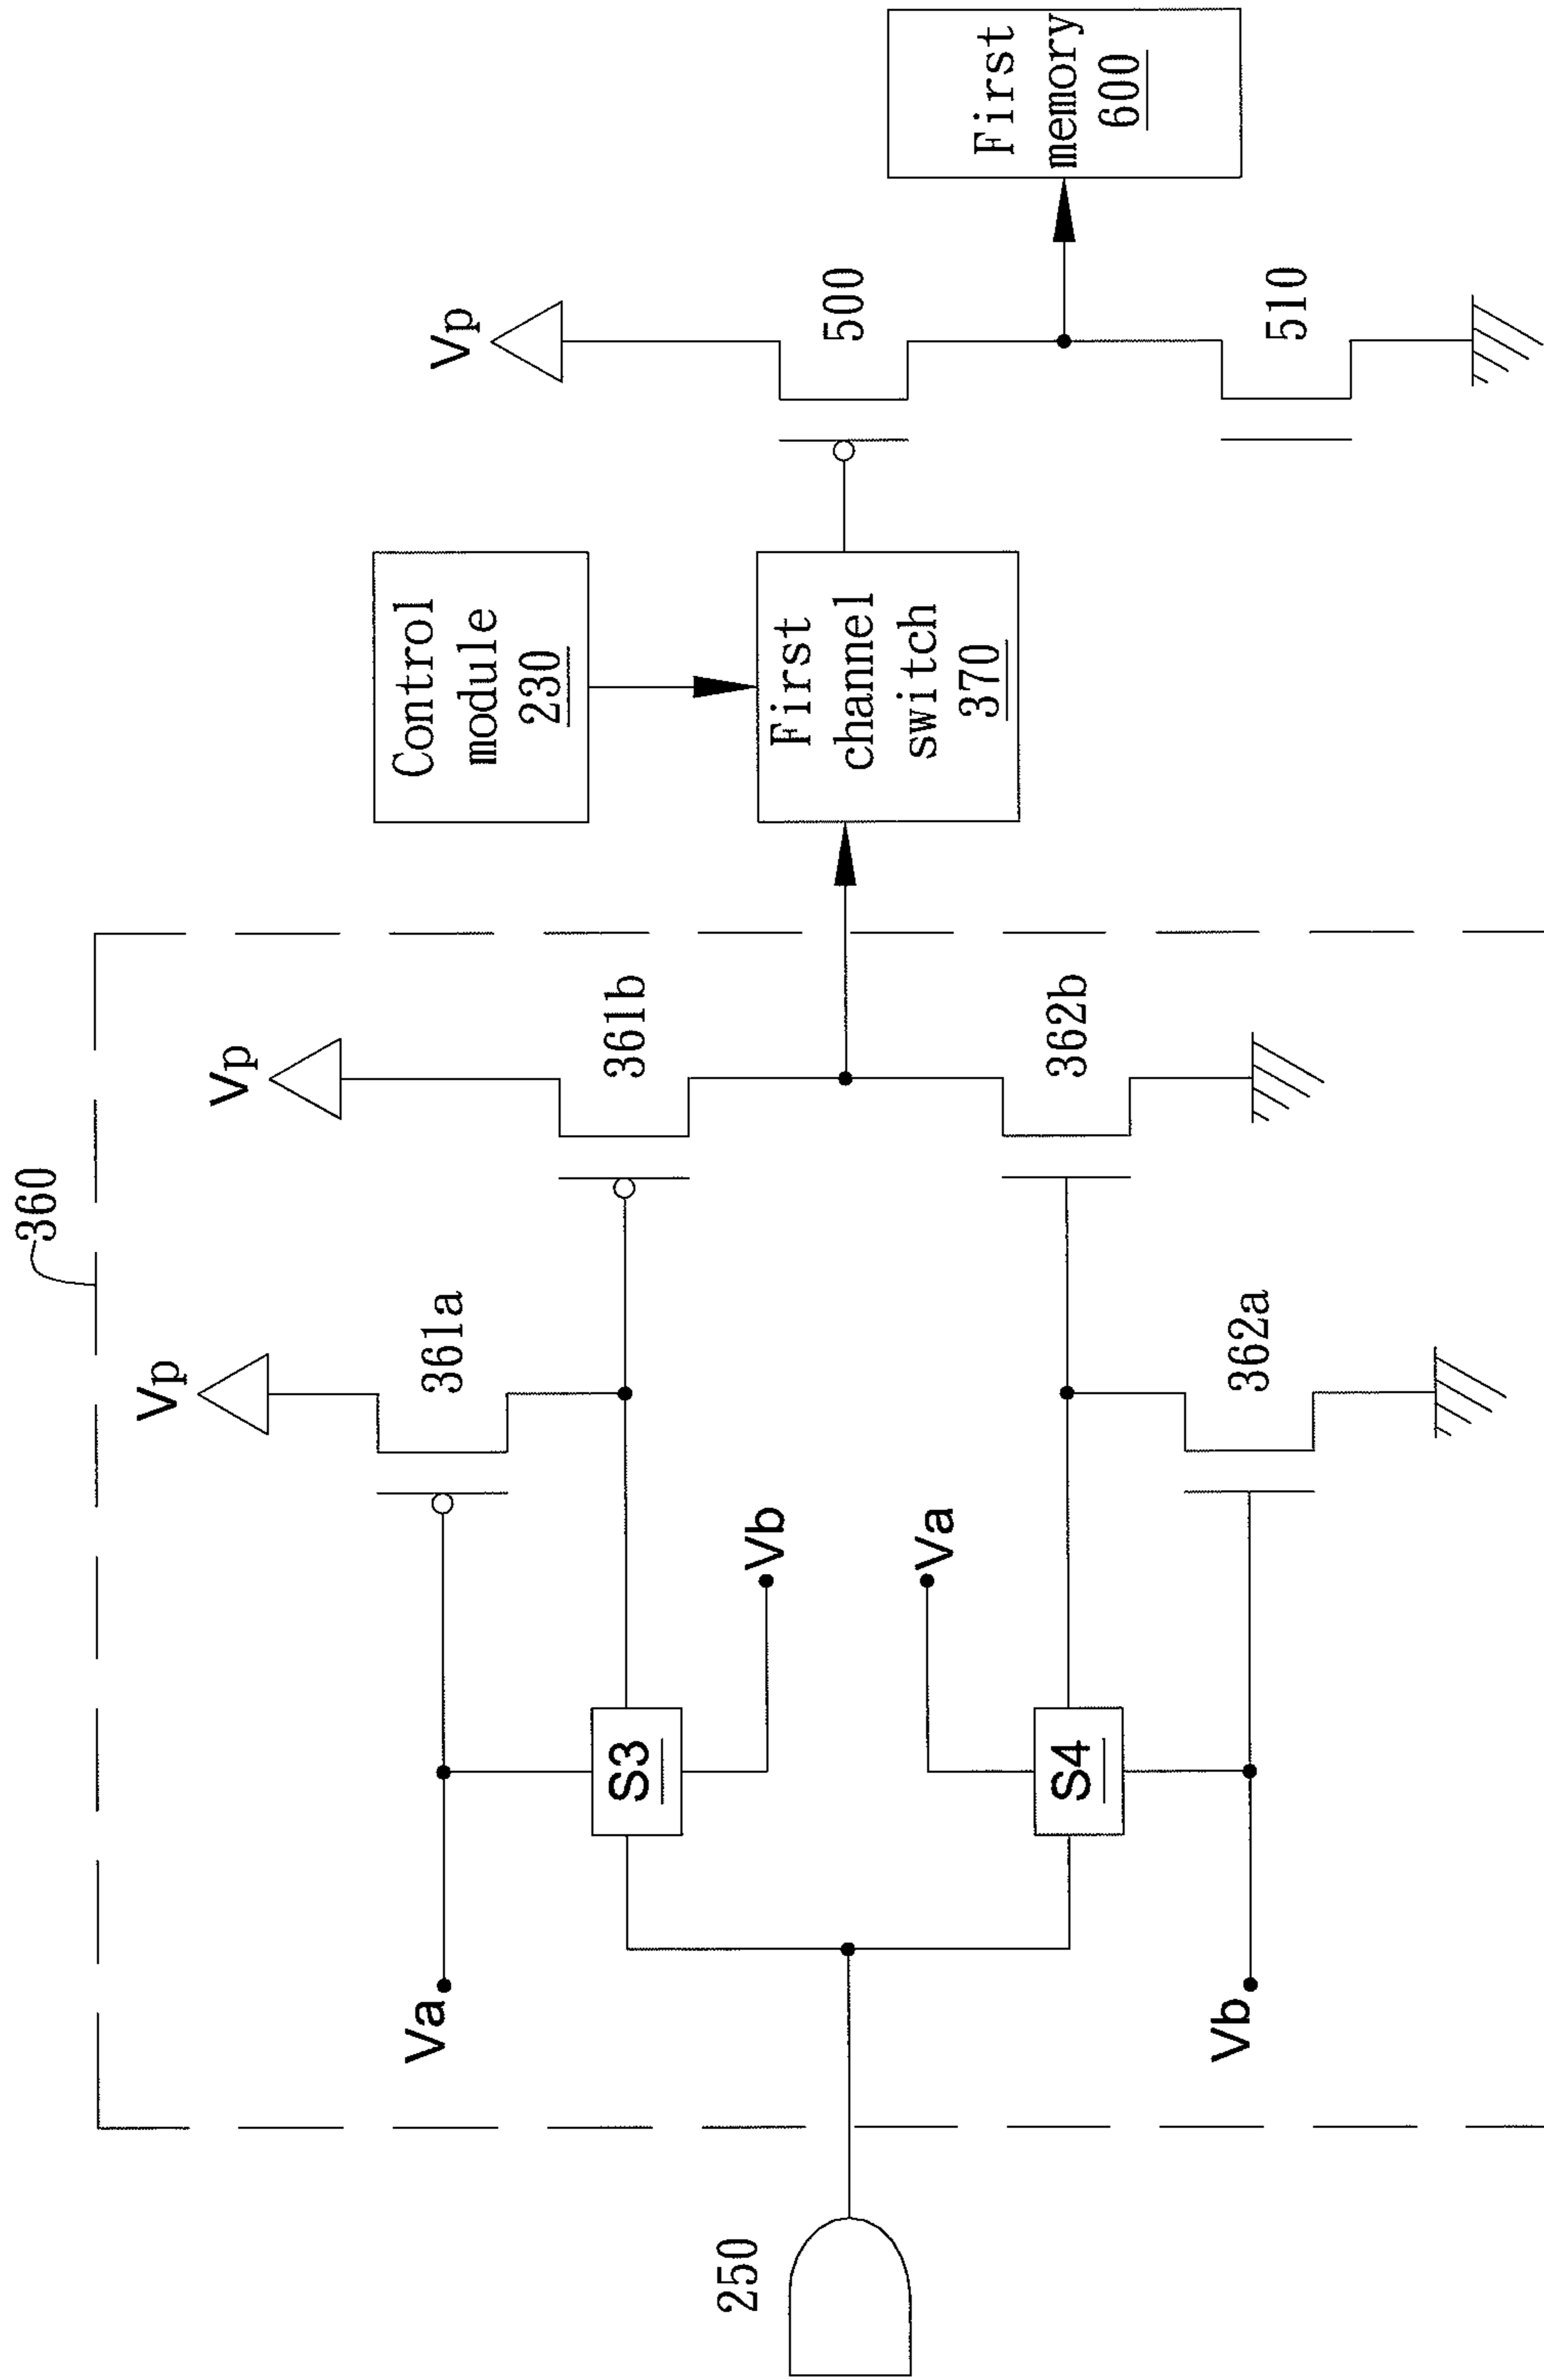 360
Vp
Vp
Vp
361a
361b
Va
S3
Vb
Control
module
230
500
250
First
channel
switch
370
First
memory
600
Va
S4
362b
Vb
362a
510